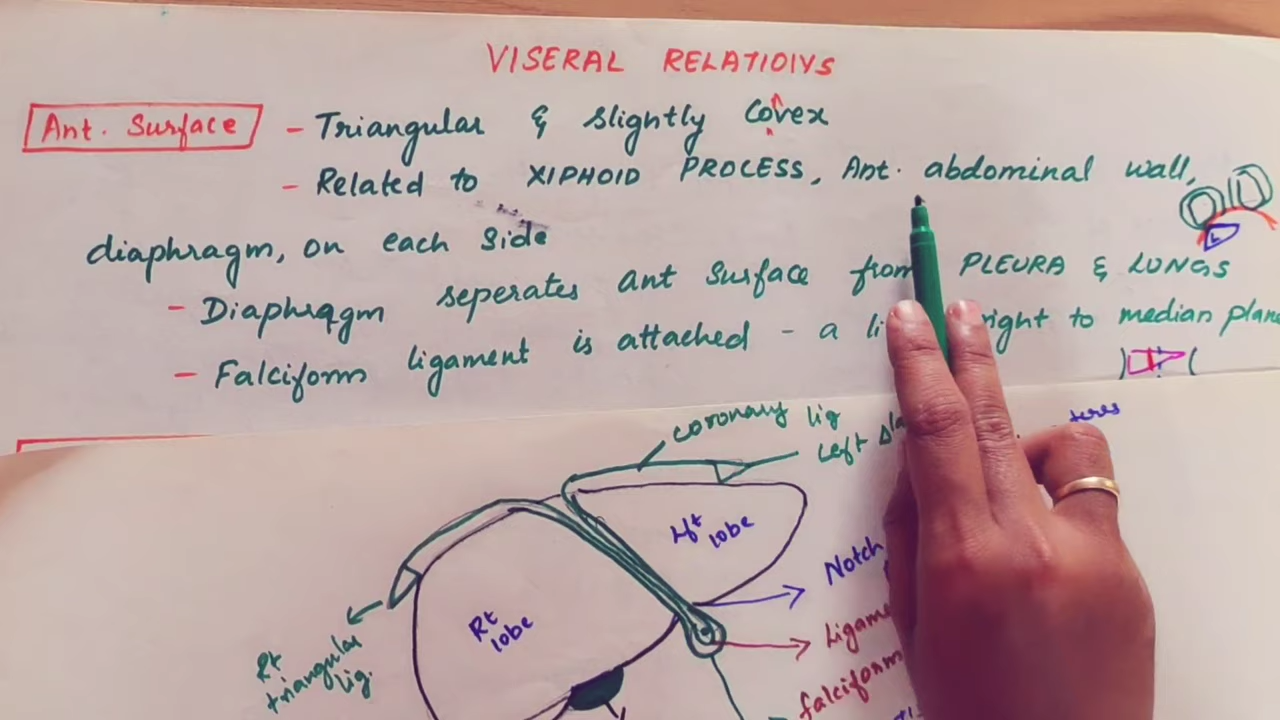 VISERAL RELATIONS
Ant. Surface - Triangular & slightly Covex
- Related to XIPHOID PROCESS, Ant. abdominal wall,
diaphragm, on each side
- Diaphragm seperates ant surface from PLEURA & LUNGS
- Falciform ligament is attached - a right to median plane
L
coronary lig
Left Δ
teres
Lft lobe
Notch
Rt lobe
Ligame
falciform
Rt triangular lig.